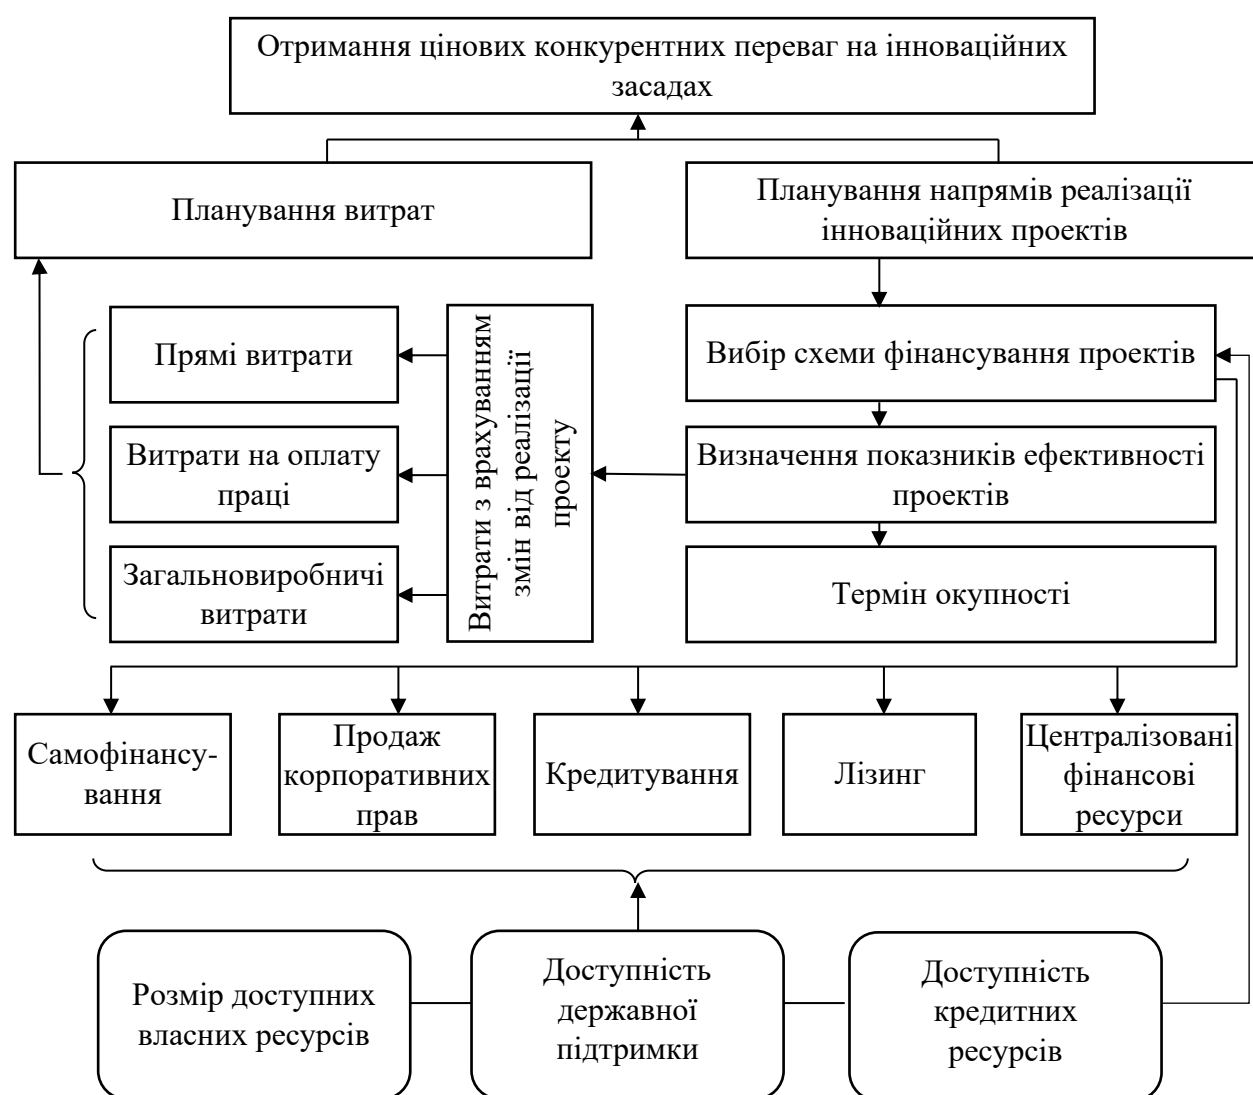 Отримання цінових конкурентних переваг на інноваційних
засадах
Планування витрат
Планування напрямів реалізації
інноваційних проектів
Прямі витрати
Витрати на оплату
праці
Загальновиробничі
витрати
Витрати з врахуванням
змін від реалізації
проекту
Вибір схеми фінансування проектів
Визначення показників ефективності
проектів
Термін окупності
Самофінансу-
вання
Продаж
корпоративних
прав
Кредитування
Лізинг
Централізовані
фінансові
ресурси
Розмір доступних
власних ресурсів
Доступність
державної
підтримки
Доступність
кредитних
ресурсів